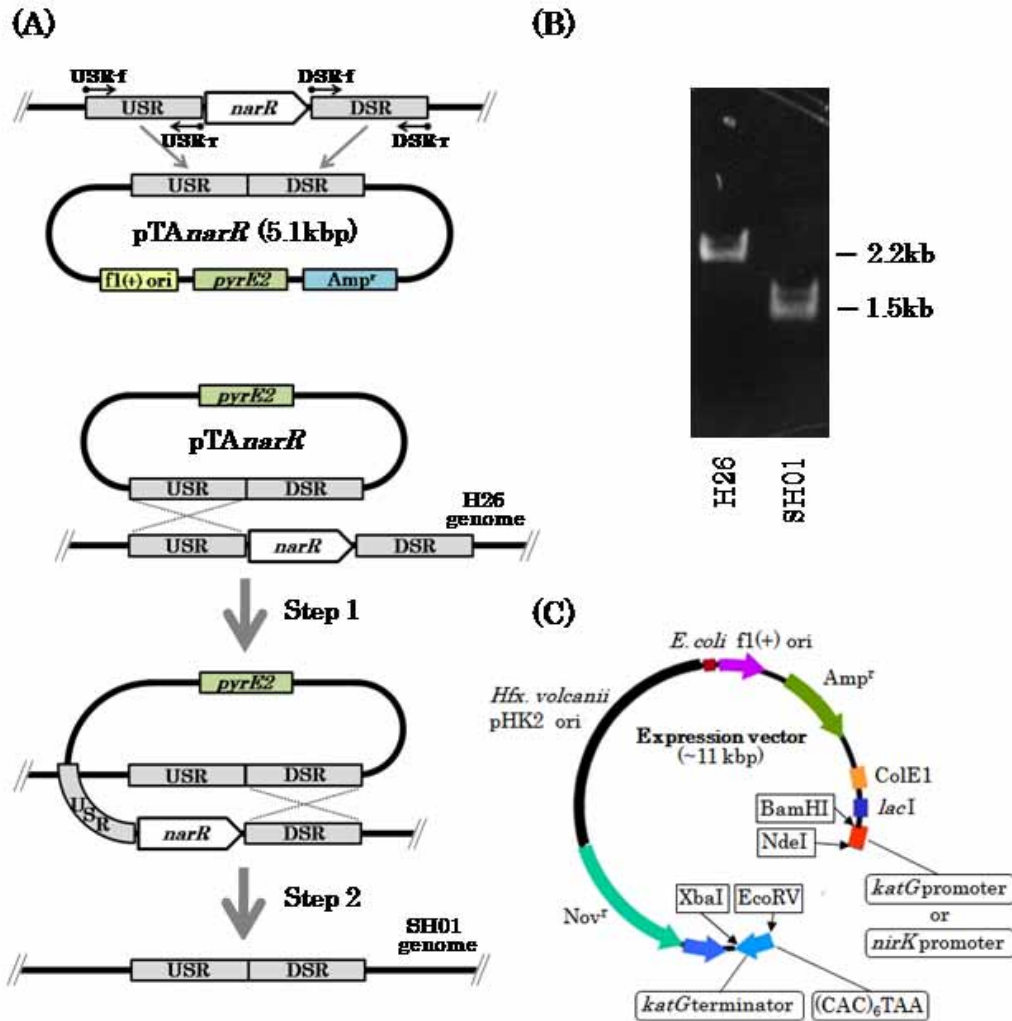 (A)
USR-f
DSR-f
USR
narR
DSR
USR-r
DSR-r
USR
DSR
pTAnarR (5.1kbp)
f1(+) ori
pyrE2
Ampʳ
pyrE2
pTAnarR
USR
DSR
H26
genome
USR
narR
DSR
Step 1
pyrE2
USR
DSR
USR
narR
DSR
Step 2
SH01
genome
USR
DSR
(B)
2.2kb
1.5kb
H26
SH01
(C)
E. coli f1(+) ori
Ampʳ
Hfx. volcanii
pHK2 ori
Expression vector
(~11 kbp)
ColE1
BamHI
lacI
NdeI
XbaI
EcoRV
katG promoter
or
nirK promoter
Novʳ
katG terminator
(CAC)₆TAA